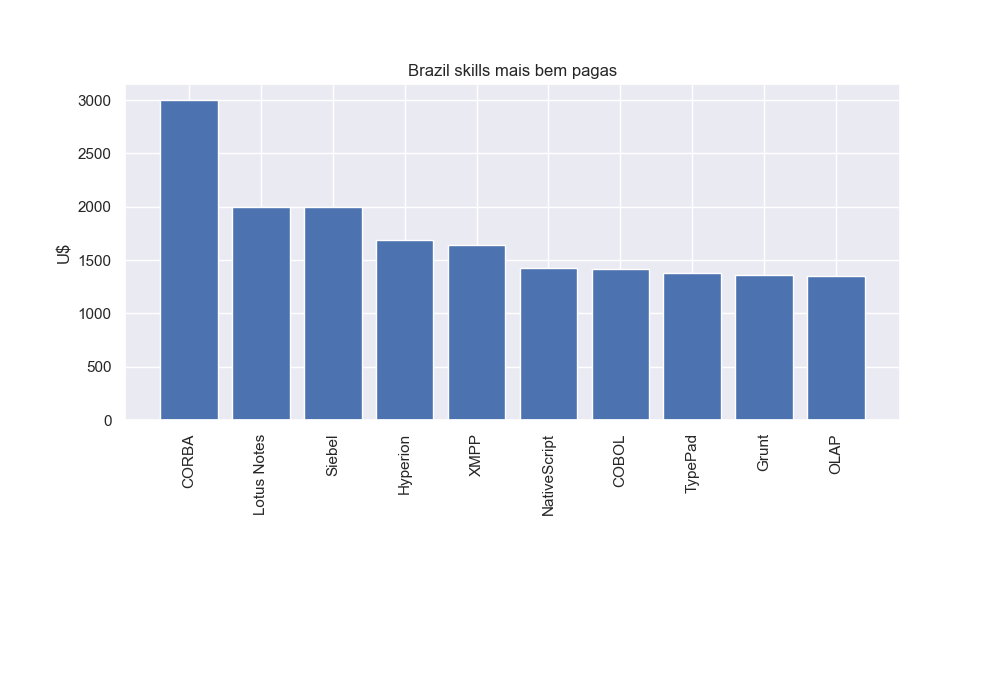 Brazil skills mais bem pagas
U$
3000
2500
2000
1500
1000
500
0
CORBA
Lotus Notes
Siebel
Hyperion
XMPP
NativeScript
COBOL
TypePad
Grunt
OLAP